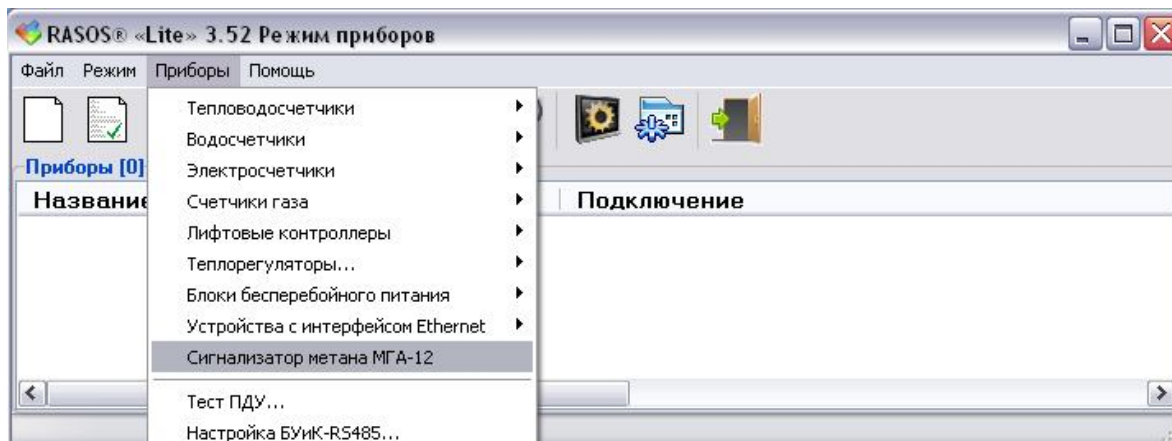 RASOS® «Lite» 3.52 Режим приборов
Файл Режим Приборы Помощь
Тепловодосчетчики
Водосчетчики
Приборы [0]
Электросчетчики
Название
Счетчики газа
Подключение
Лифтовые контроллеры
Теплорегуляторы...
Блоки бесперебойного питания
Устройства с интерфейсом Ethernet
Сигнализатор метана МГА-12
Тест ПДУ...
Настройка БУиК-RS485...